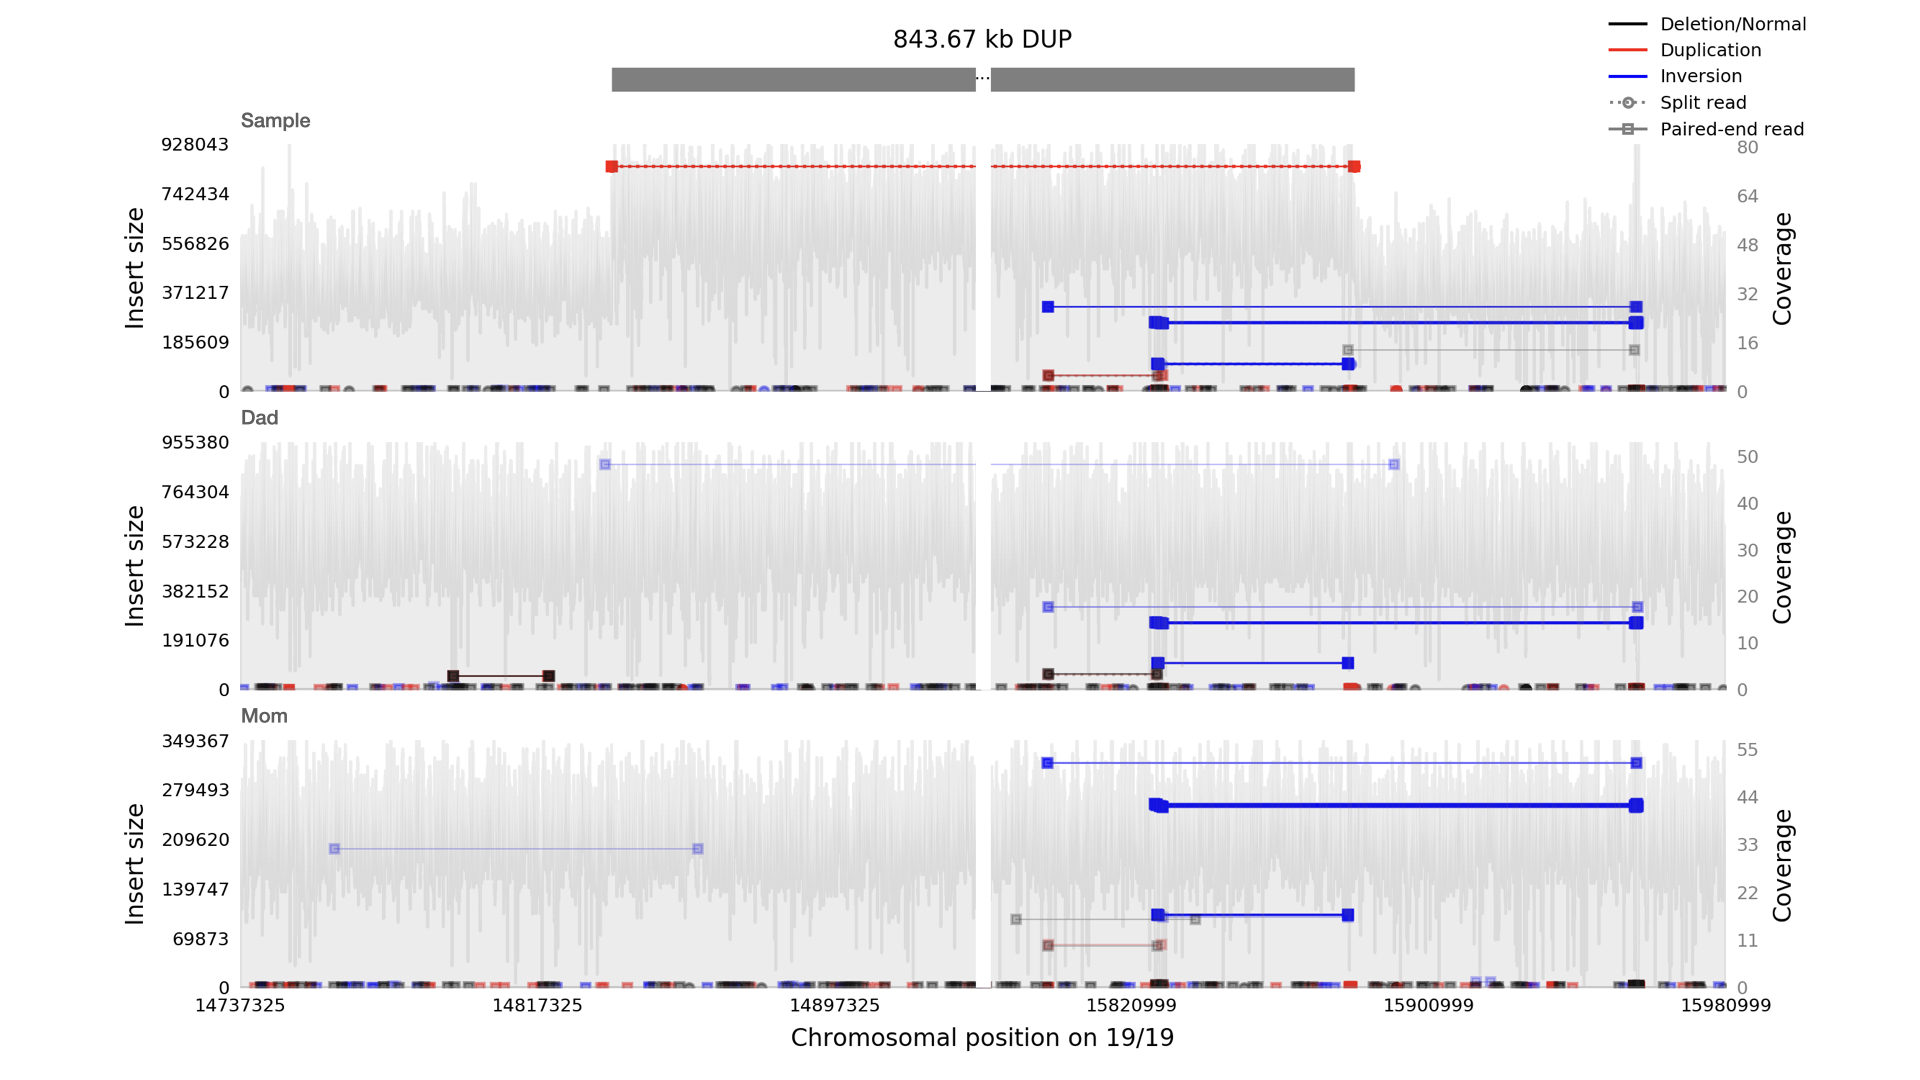 843.67 kb DUP
...
Deletion/Normal
Duplication
Inversion
Split read
Paired-end read
Sample
928043
742434
556826
371217
185609
0
Insert size
80
64
48
32
16
0
Coverage
Dad
955380
764304
573228
382152
191076
0
Insert size
50
40
30
20
10
0
Coverage
Mom
349367
279493
209620
139747
69873
0
Insert size
55
44
33
22
11
0
Coverage
14737325 14817325 14897325 15820999 15900999 15980999
Chromosomal position on 19/19